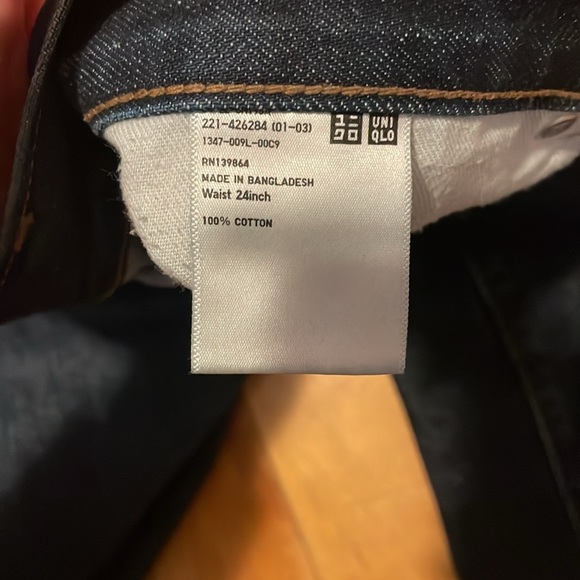 221-426284 (01-03)
1347-009L-00C9
RN139864
MADE IN BANGLADESH
Waist 24inch
100% COTTON
ユニ
クロ
UNI
QLO